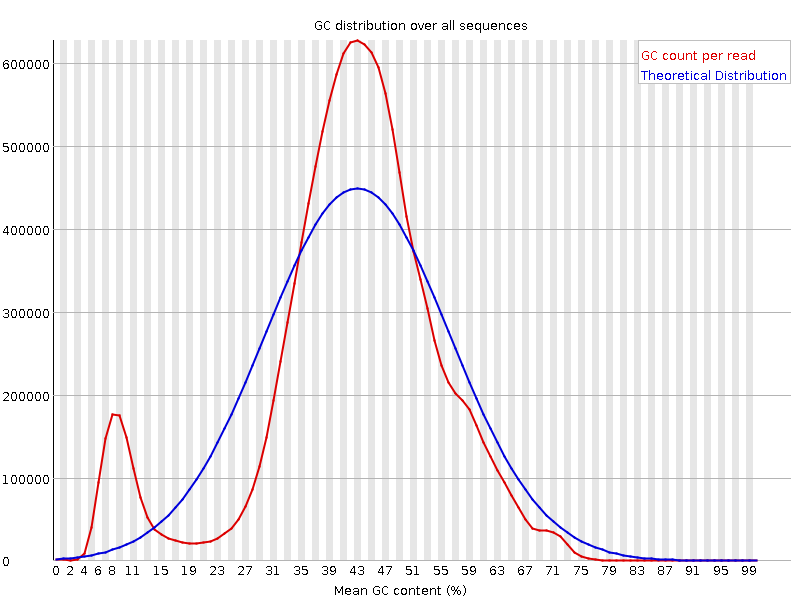 GC distribution over all sequences
GC count per read
Theoretical Distribution
600000
500000
400000
300000
200000
100000
0
0 2 4 6 8 11 15 19 23 27 31 35 39 43 47 51 55 59 63 67 71 75 79 83 87 91 95 99
Mean GC content (%)